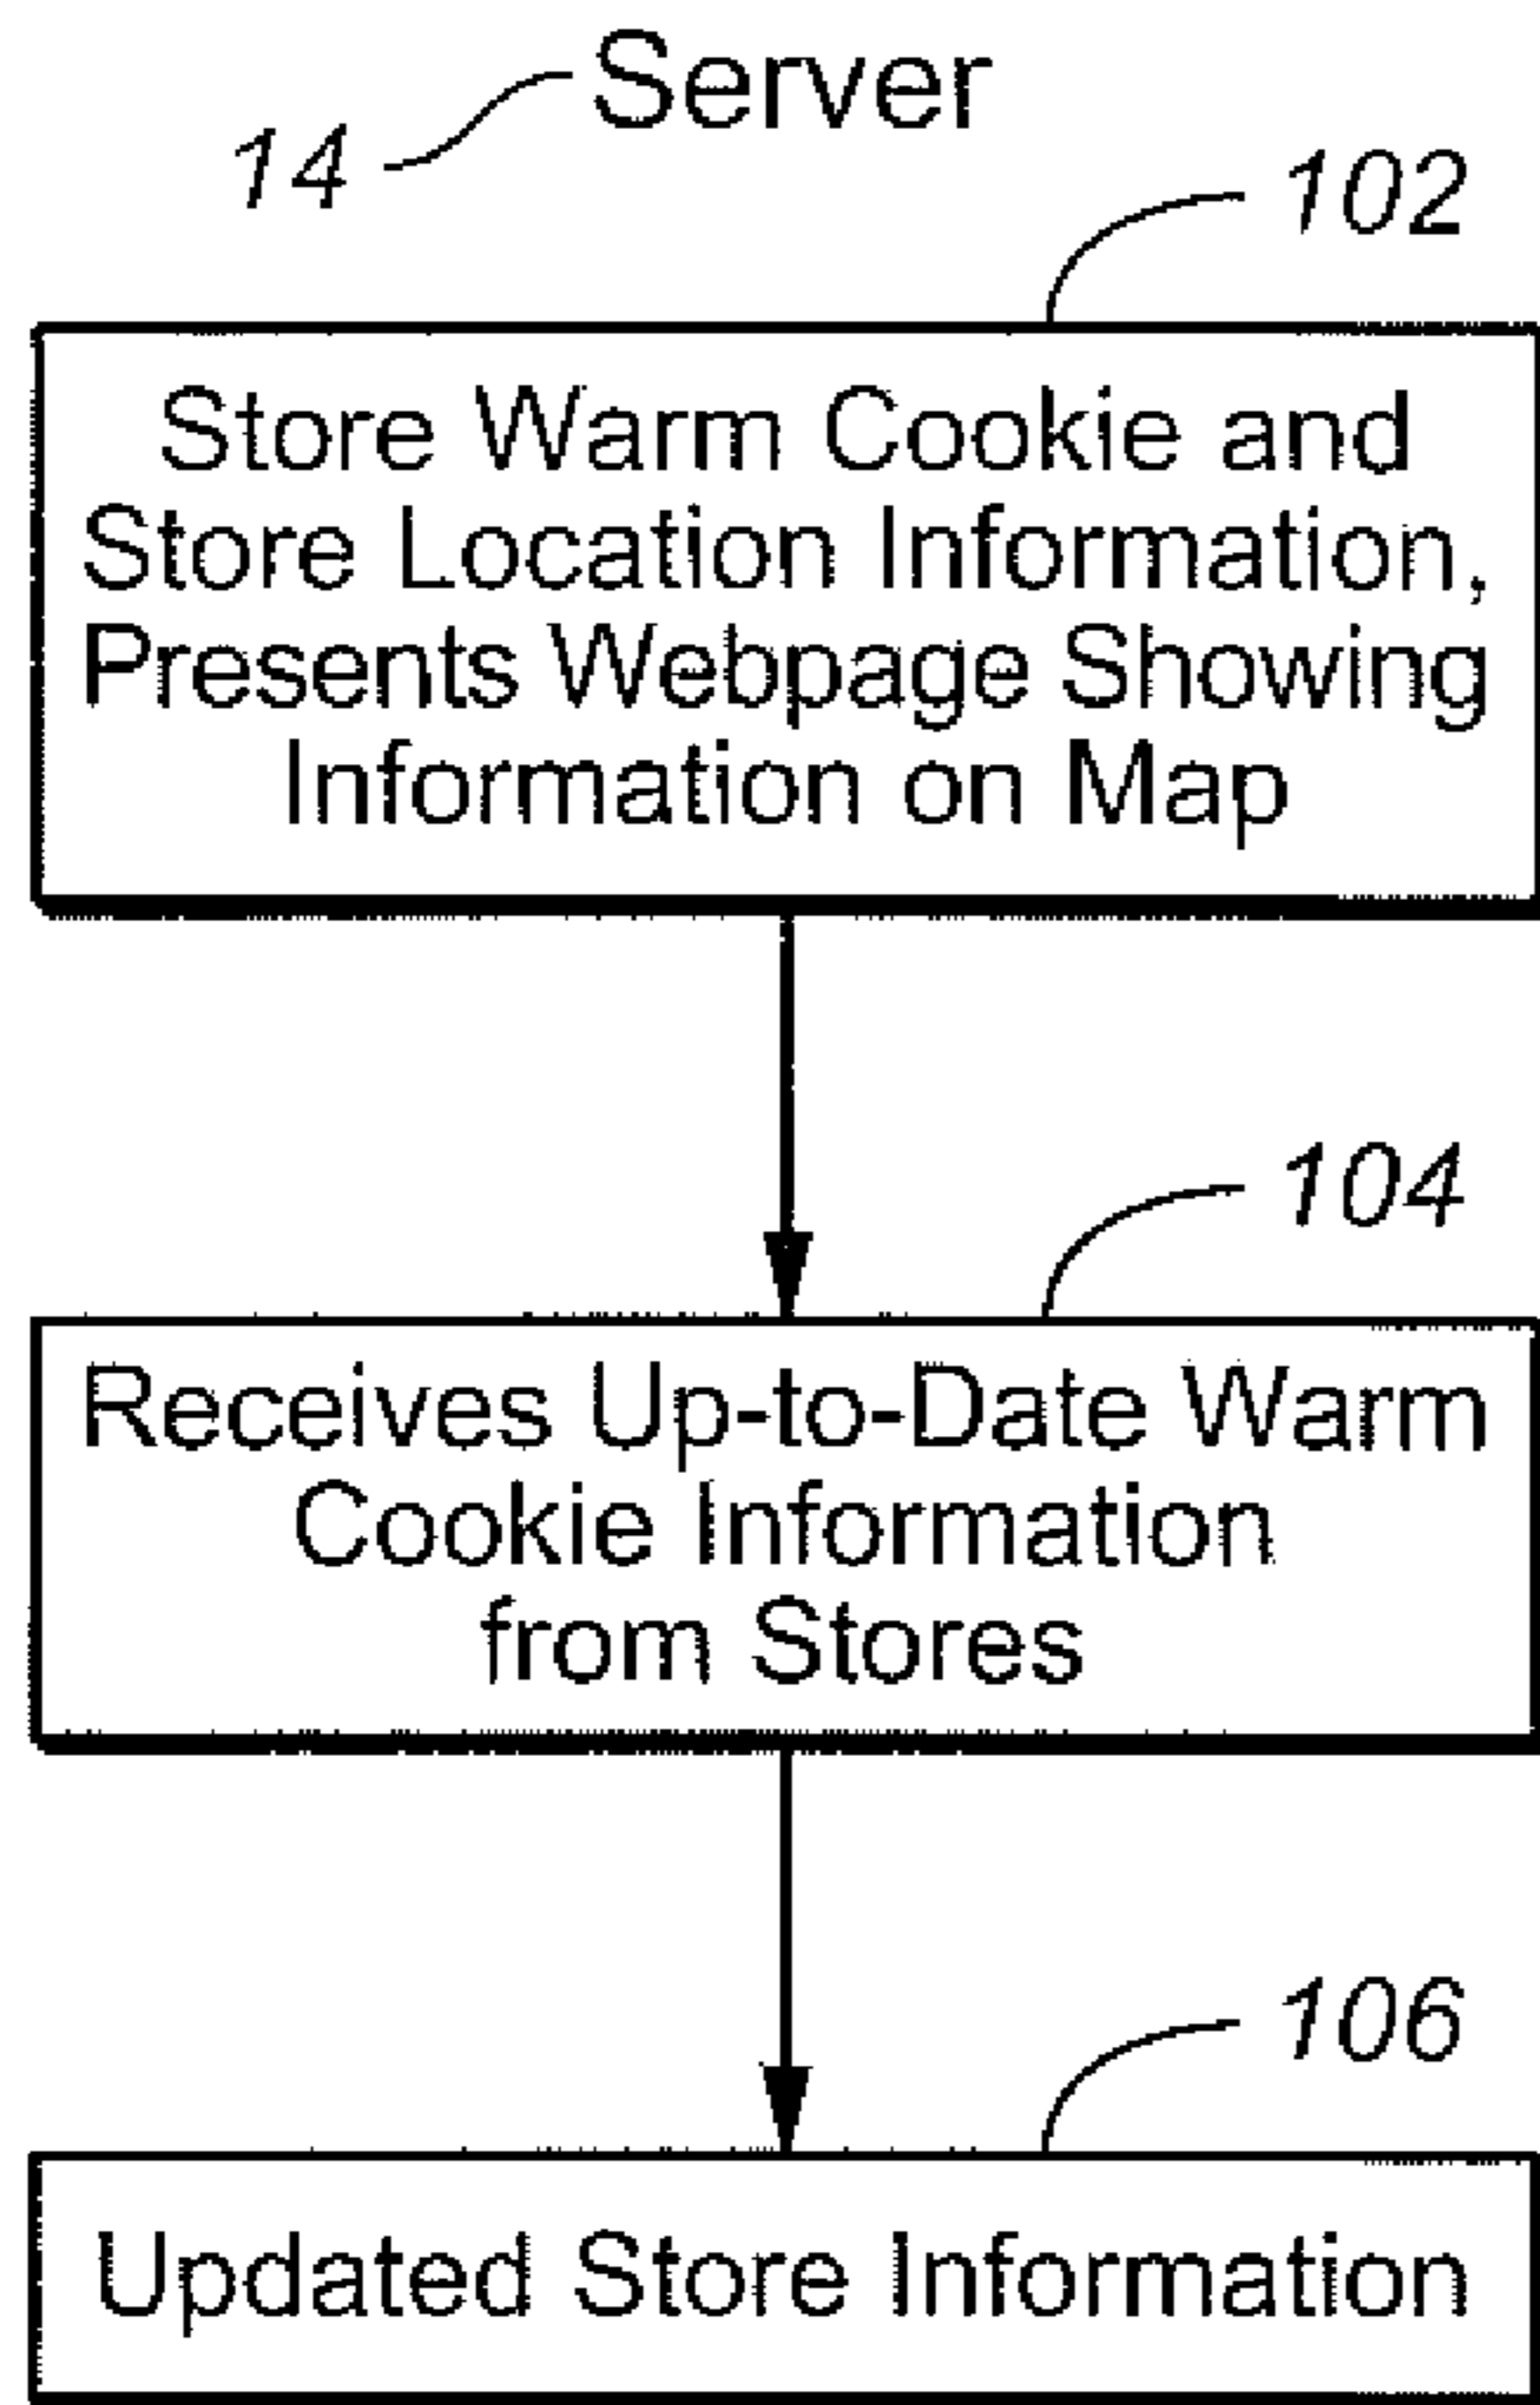 Server
14
102
Store Warm Cookie and
Store Location Information,
Presents Webpage Showing
Information on Map
104
Receives Up-to-Date Warm
Cookie Information
from Stores
106
Updated Store Information